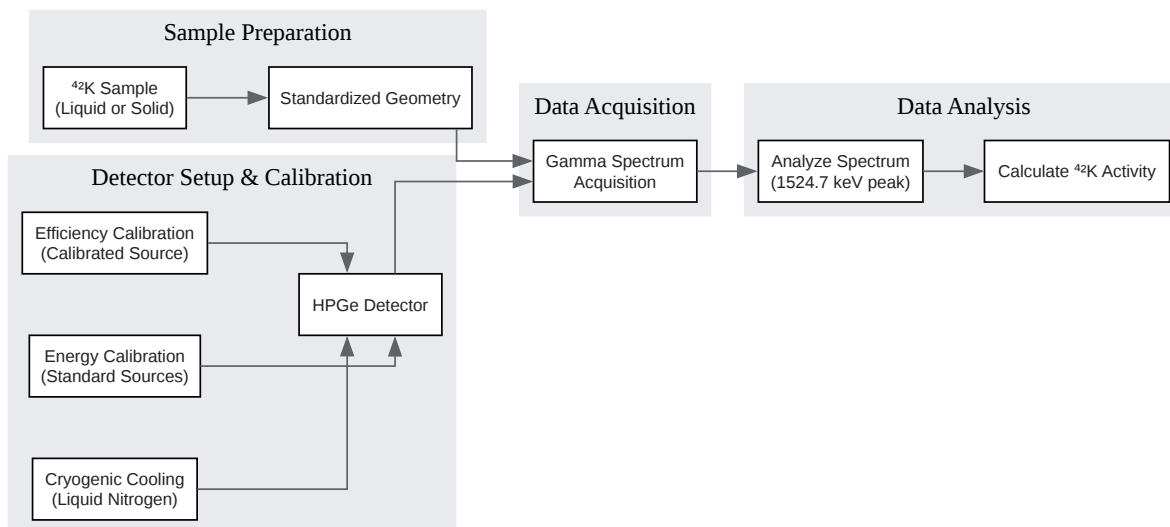 Sample Preparation
⁴²K Sample
(Liquid or Solid)
Standardized Geometry
Detector Setup & Calibration
Efficiency Calibration
(Calibrated Source)
HPGe Detector
Energy Calibration
(Standard Sources)
Cryogenic Cooling
(Liquid Nitrogen)
Data Acquisition
Gamma Spectrum
Acquisition
Data Analysis
Analyze Spectrum
(1524.7 keV peak)
Calculate ⁴²K Activity